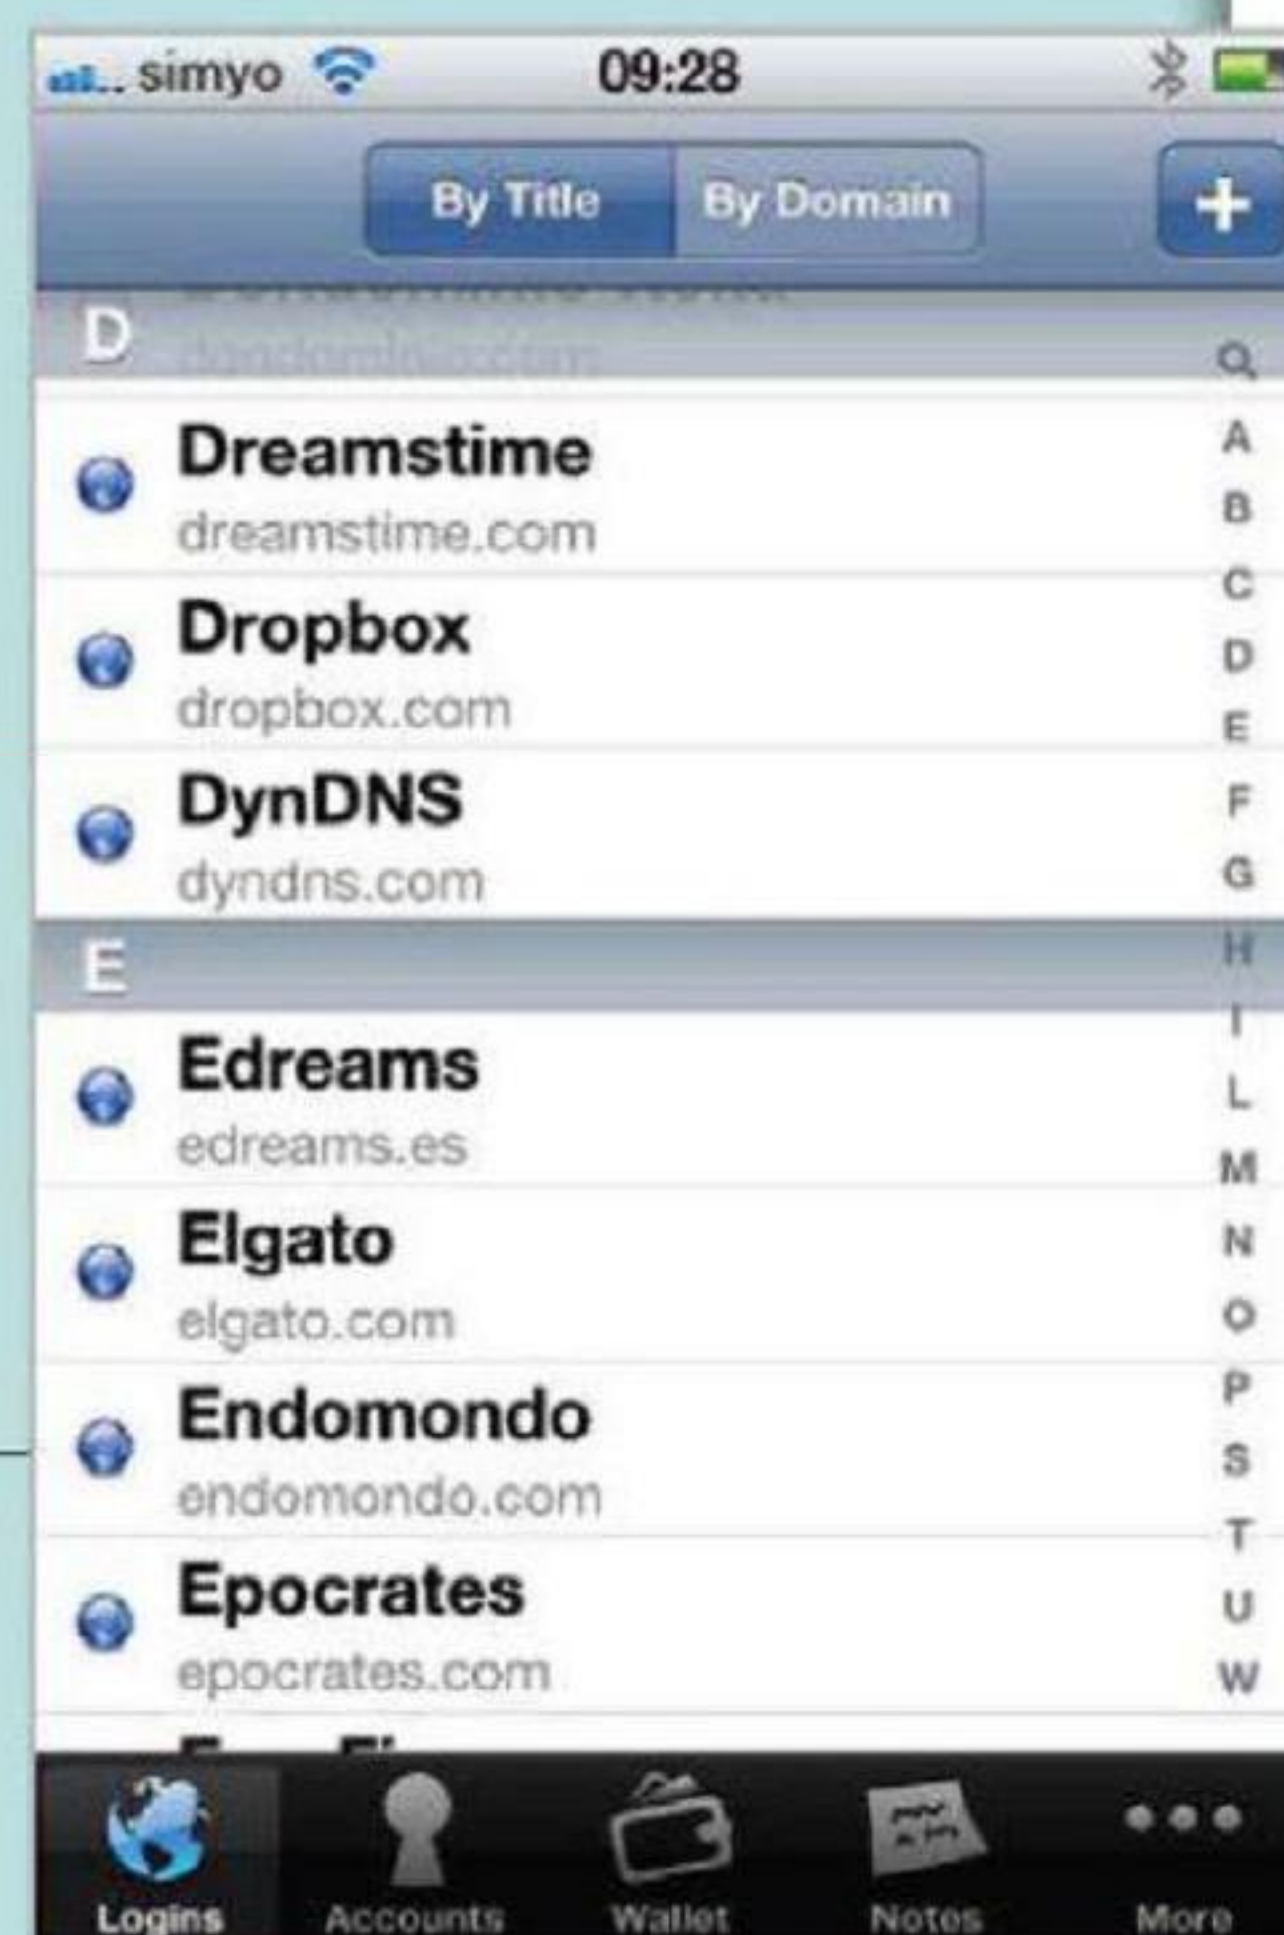 simyo 09:28
By Title By Domain
D
Dreamstime
dreamstime.com
Dropbox
dropbox.com
DynDNS
dyndns.com
E
Edreams
edreams.es
Elgato
elgato.com
Endomondo
endomondo.com
Epocrates
epocrates.com
A
B
C
D
E
F
G
H
I
L
M
N
O
P
S
T
U
W
Logins Accounts Wallet Notes More